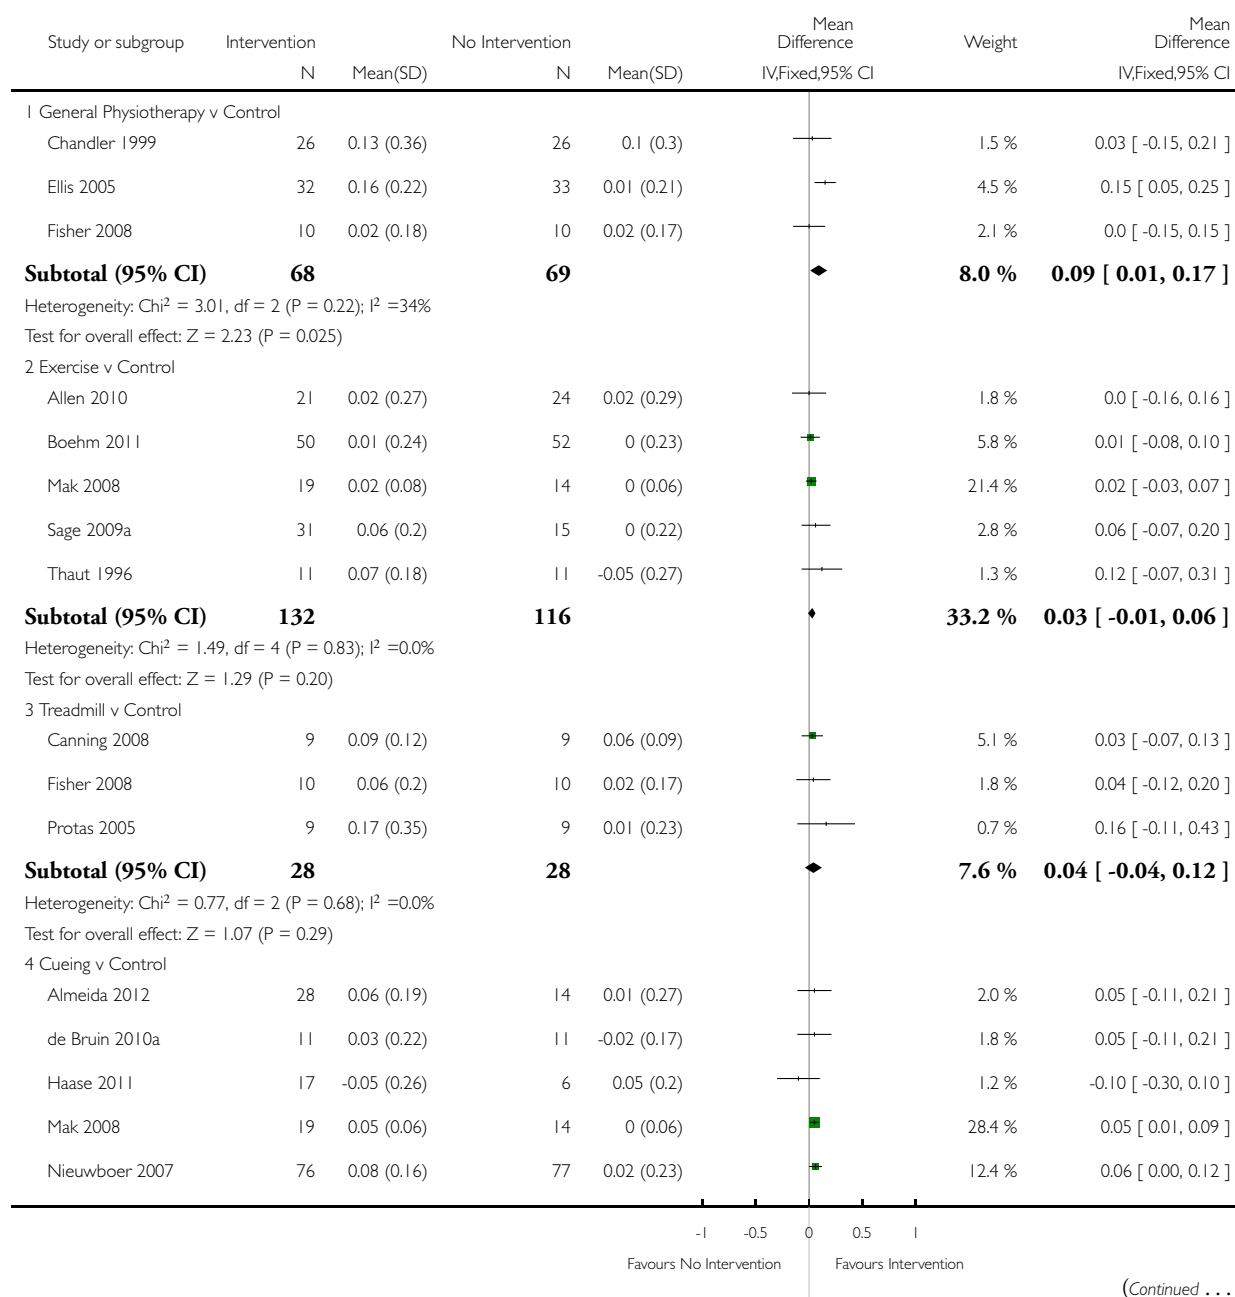 Study or subgroup Intervention No Intervention Mean Difference Weight Mean Difference
N Mean(SD) N Mean(SD) IV,Fixed,95% CI IV,Fixed,95% CI
1 General Physiotherapy v Control
Chandler 1999 26 0.13 (0.36) 26 0.1 (0.3) 1.5 % 0.03 [ -0.15, 0.21 ]
Ellis 2005 32 0.16 (0.22) 33 0.01 (0.21) 4.5 % 0.15 [ 0.05, 0.25 ]
Fisher 2008 10 0.02 (0.18) 10 0.02 (0.17) 2.1 % 0.0 [ -0.15, 0.15 ]
Subtotal (95% CI) 68 69 8.0 % 0.09 [ 0.01, 0.17 ]
Heterogeneity: Chi² = 3.01, df = 2 (P = 0.22); I² =34%
Test for overall effect: Z = 2.23 (P = 0.025)
2 Exercise v Control
Allen 2010 21 0.02 (0.27) 24 0.02 (0.29) 1.8 % 0.0 [ -0.16, 0.16 ]
Boehm 2011 50 0.01 (0.24) 52 0 (0.23) 5.8 % 0.01 [ -0.08, 0.10 ]
Mak 2008 19 0.02 (0.08) 14 0 (0.06) 21.4 % 0.02 [ -0.03, 0.07 ]
Sage 2009a 31 0.06 (0.2) 15 0 (0.22) 2.8 % 0.06 [ -0.07, 0.20 ]
Thaut 1996 11 0.07 (0.18) 11 -0.05 (0.27) 1.3 % 0.12 [ -0.07, 0.31 ]
Subtotal (95% CI) 132 116 33.2 % 0.03 [ -0.01, 0.06 ]
Heterogeneity: Chi² = 1.49, df = 4 (P = 0.83); I² =0.0%
Test for overall effect: Z = 1.29 (P = 0.20)
3 Treadmill v Control
Canning 2008 9 0.09 (0.12) 9 0.06 (0.09) 5.1 % 0.03 [ -0.07, 0.13 ]
Fisher 2008 10 0.06 (0.2) 10 0.02 (0.17) 1.8 % 0.04 [ -0.12, 0.20 ]
Protas 2005 9 0.17 (0.35) 9 0.01 (0.23) 0.7 % 0.16 [ -0.11, 0.43 ]
Subtotal (95% CI) 28 28 7.6 % 0.04 [ -0.04, 0.12 ]
Heterogeneity: Chi² = 0.77, df = 2 (P = 0.68); I² =0.0%
Test for overall effect: Z = 1.07 (P = 0.29)
4 Cueing v Control
Almeida 2012 28 0.06 (0.19) 14 0.01 (0.27) 2.0 % 0.05 [ -0.11, 0.21 ]
de Bruin 2010a 11 0.03 (0.22) 11 -0.02 (0.17) 1.8 % 0.05 [ -0.11, 0.21 ]
Haase 2011 17 -0.05 (0.26) 6 0.05 (0.2) 1.2 % -0.10 [ -0.30, 0.10 ]
Mak 2008 19 0.05 (0.06) 14 0 (0.06) 28.4 % 0.05 [ 0.01, 0.09 ]
Nieuwboer 2007 76 0.08 (0.16) 77 0.02 (0.23) 12.4 % 0.06 [ 0.00, 0.12 ]
-1 -0.5 0 0.5 1
Favours No Intervention Favours Intervention
(Continued . . .